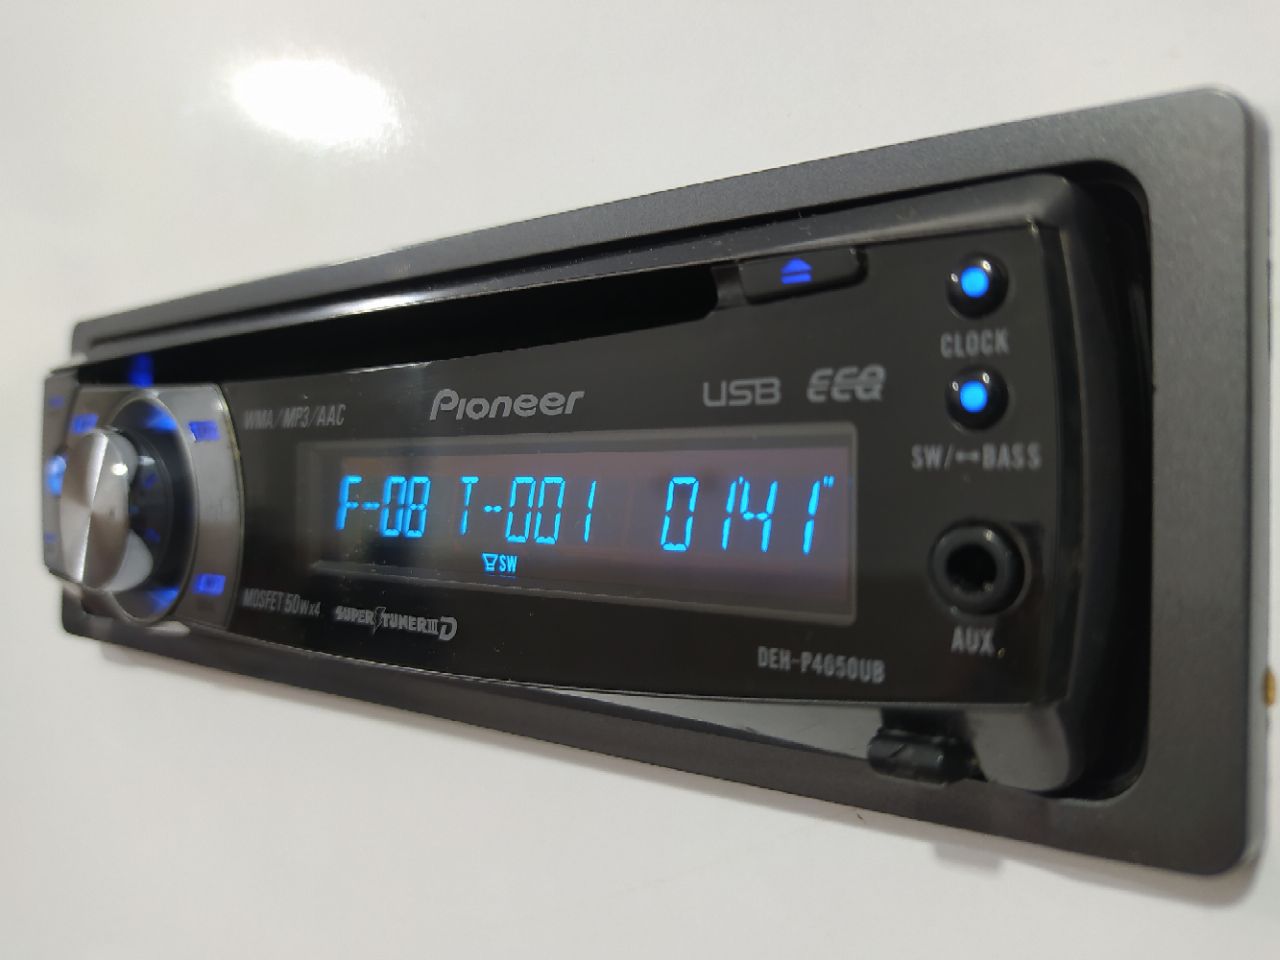 CLOCK
WMA/MP3/AAC
Pioneer
USB EEQ
SW/↔BASS
F-08 T-001 01'41"
SW
MOSFET 50W×4
SUPER TUNER III D
AUX
DEH-P4050UB